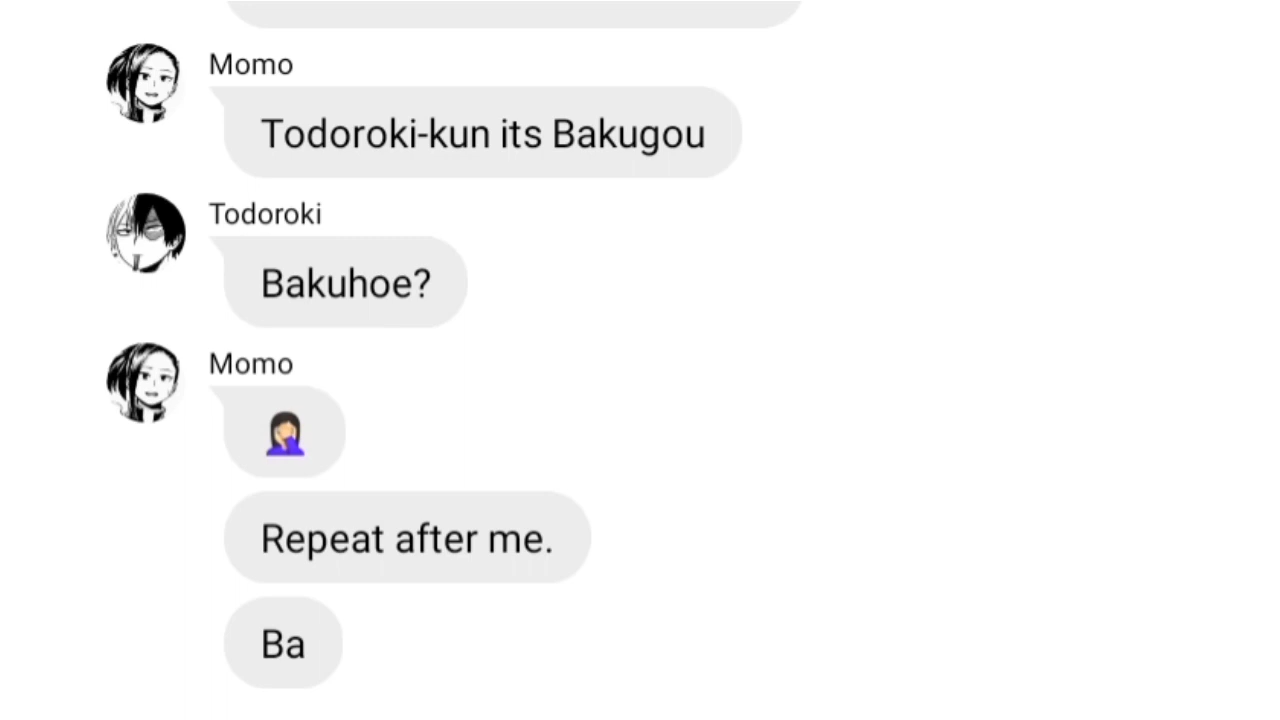 Momo
Todoroki-kun its Bakugou
Todoroki
Bakuhoe?
Momo
🤦🏻‍♀️
Repeat after me.
Ba